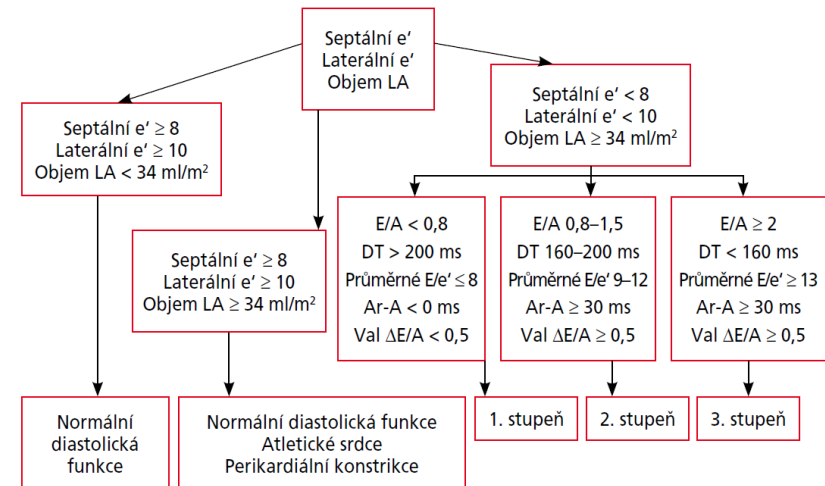 Septální e‘
Laterální e‘
Objem LA
Septální e‘ ≥ 8
Laterální e‘ ≥ 10
Objem LA < 34 ml/m²
Septální e‘ < 8
Laterální e‘ < 10
Objem LA ≥ 34 ml/m²
Septální e‘ ≥ 8
Laterální e‘ ≥ 10
Objem LA ≥ 34 ml/m²
E/A < 0,8
DT > 200 ms
Průměrné E/e‘ ≤ 8
Ar-A < 0 ms
Val ΔE/A < 0,5
E/A 0,8–1,5
DT 160–200 ms
Průměrné E/e‘ 9–12
Ar-A ≥ 30 ms
Val ΔE/A ≥ 0,5
E/A ≥ 2
DT < 160 ms
Průměrné E/e‘ ≥ 13
Ar-A ≥ 30 ms
Val ΔE/A ≥ 0,5
Normální
diastolická
funkce
Normální diastolická funkce
Atletické srdce
Perikardiální konstrikce
1. stupeň
2. stupeň
3. stupeň